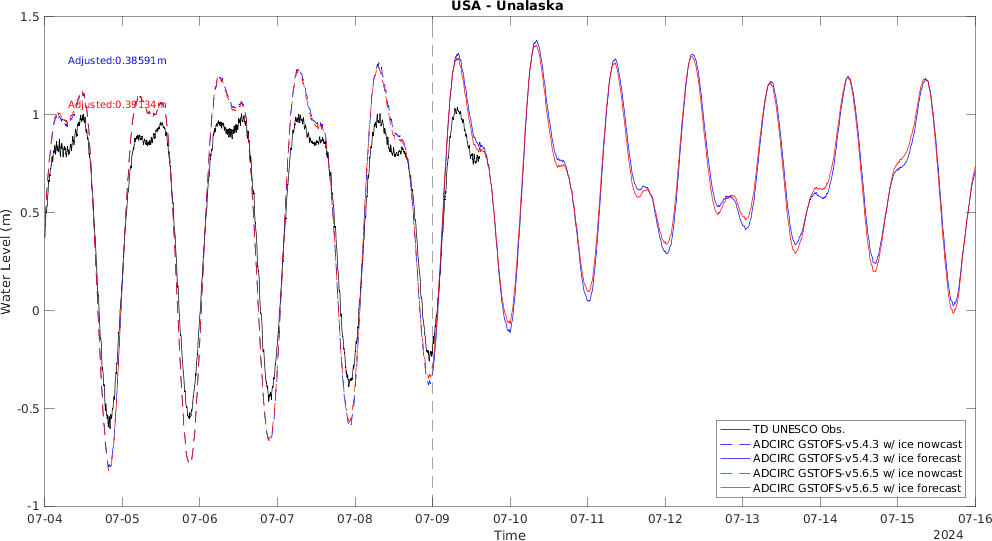 USA - Unalaska
1.5
Adjusted:0.38591m
Adjusted:0.39134m
1
0.5
0
-0.5
-1
Water Level (m)
TD UNESCO Obs.
ADCIRC GSTOFS-v5.4.3 w/ ice nowcast
ADCIRC GSTOFS-v5.4.3 w/ ice forecast
ADCIRC GSTOFS-v5.6.5 w/ ice nowcast
ADCIRC GSTOFS-v5.6.5 w/ ice forecast
07-04 07-05 07-06 07-07 07-08 07-09 07-10 07-11 07-12 07-13 07-14 07-15 07-16
Time
2024